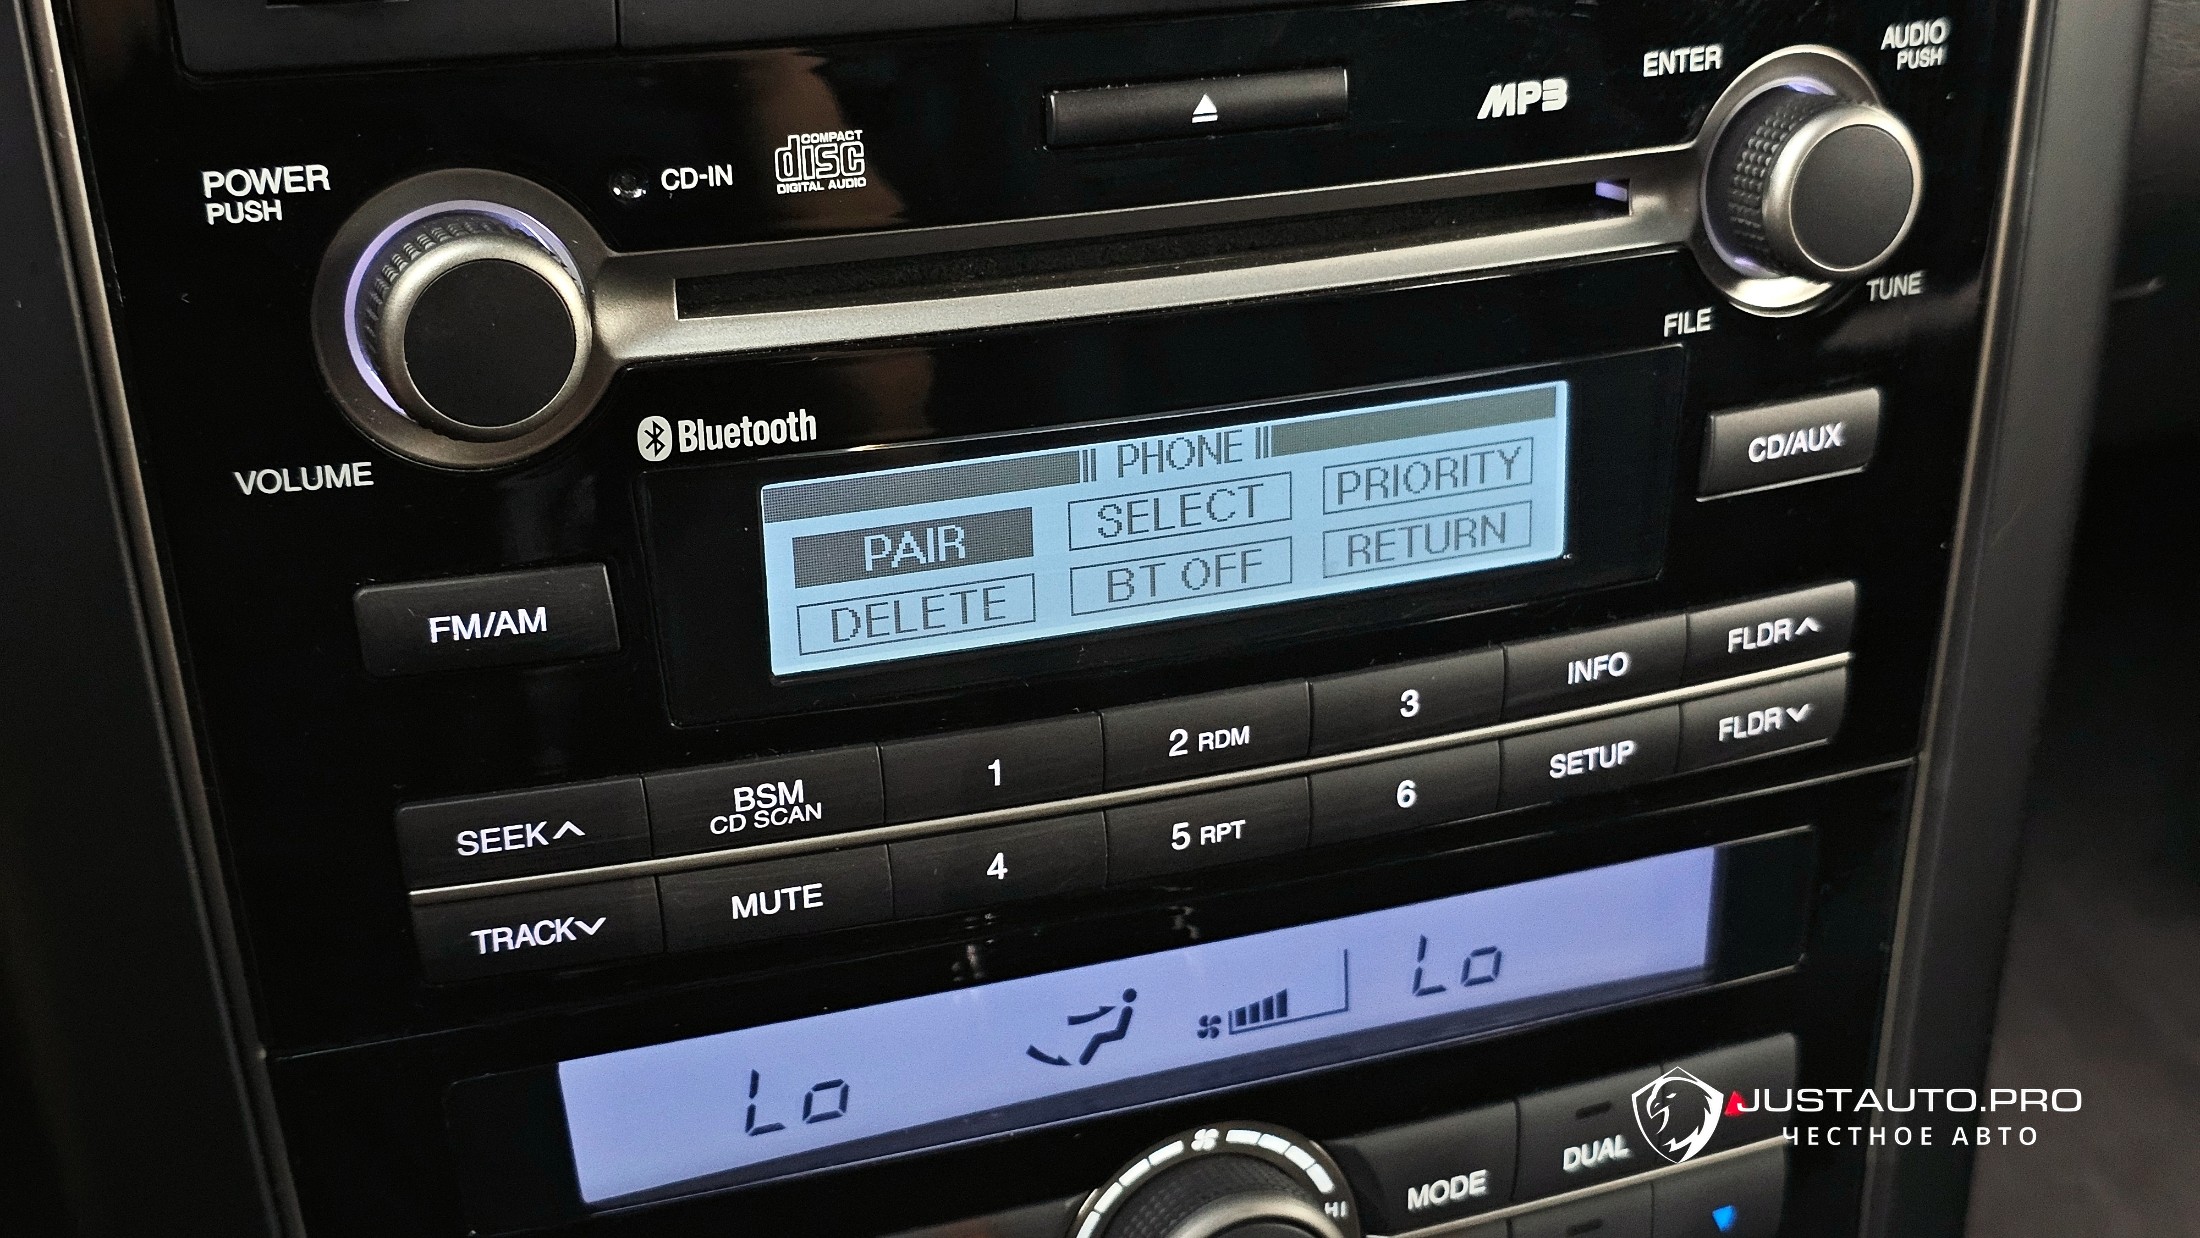 AUDIO
PUSH
ENTER
MP3
POWER
PUSH
CD-IN
COMPACT
disc
DIGITAL AUDIO
TUNE
FILE
VOLUME
Bluetooth
CD/AUX
PHONE
PAIR
SELECT
PRIORITY
DELETE
BT OFF
RETURN
FM/AM
SEEK
BSM
CD SCAN
1
2 RDM
3
INFO
FLDR
TRACK
MUTE
4
5 RPT
6
SETUP
FLDR
Lo
Lo
HI
MODE
DUAL
JUSTAUTO.PRO
ЧЕСТНОЕ АВТО